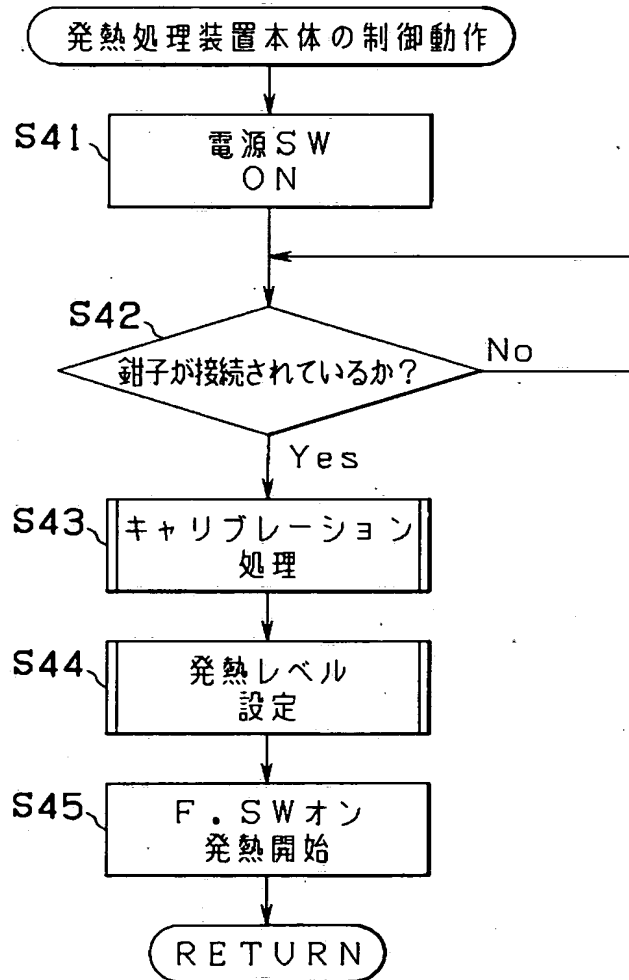 発熱処理装置本体の制御動作
S41
電源SW
ON
S42
鉗子が接続されているか?
No
Yes
S43
キャリブレーション
処理
S44
発熱レベル
設定
S45
F.SWオン
発熱開始
RETURN